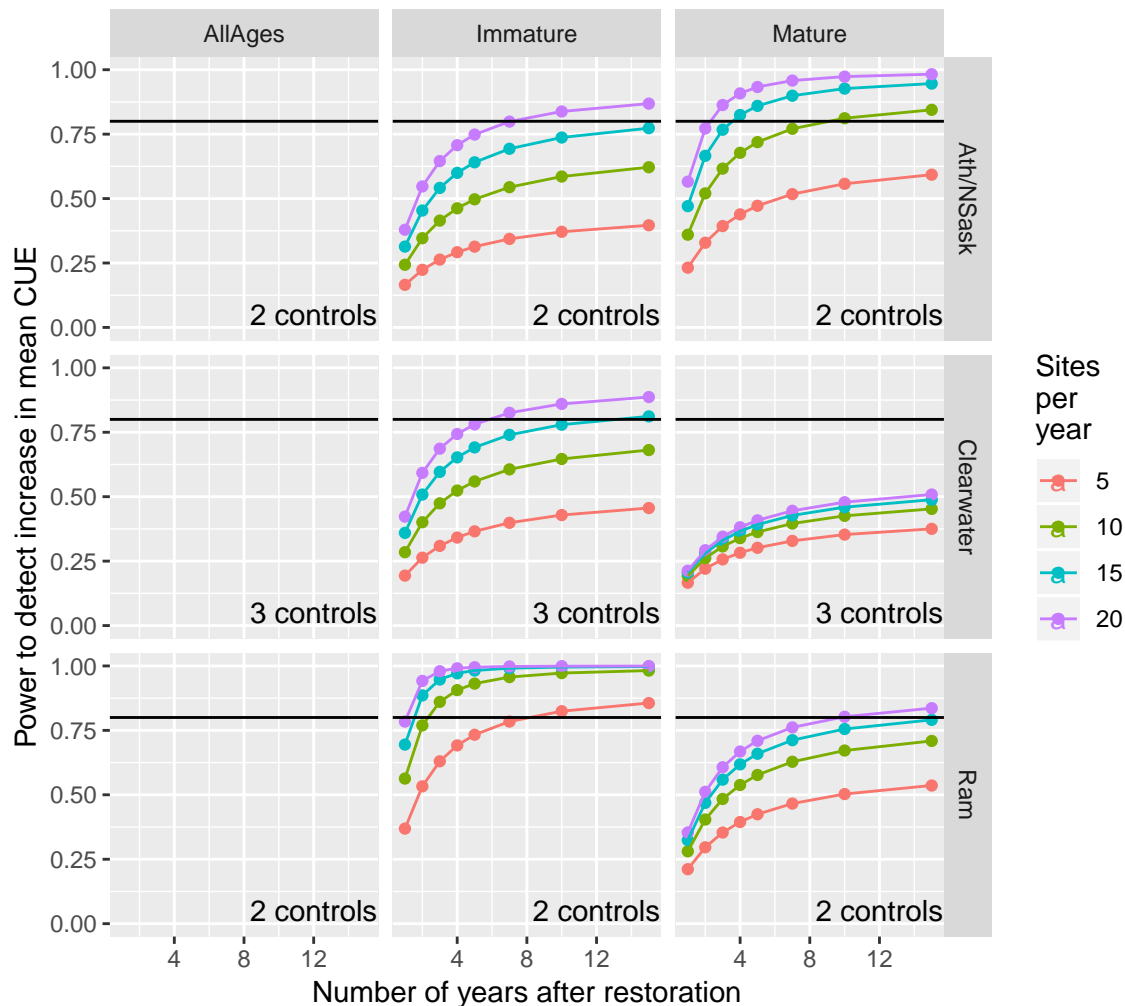 AllAges
Immature
Mature
Power to detect increase in mean CUE
1.00
0.75
0.50
0.25
0.00
2 controls
2 controls
2 controls
Ath/NSask
1.00
0.75
0.50
0.25
0.00
3 controls
3 controls
3 controls
Clearwater
1.00
0.75
0.50
0.25
0.00
2 controls
2 controls
2 controls
Ram
4 8 12
4 8 12
4 8 12
Number of years after restoration
Sites
per
year
a 5
a 10
a 15
a 20